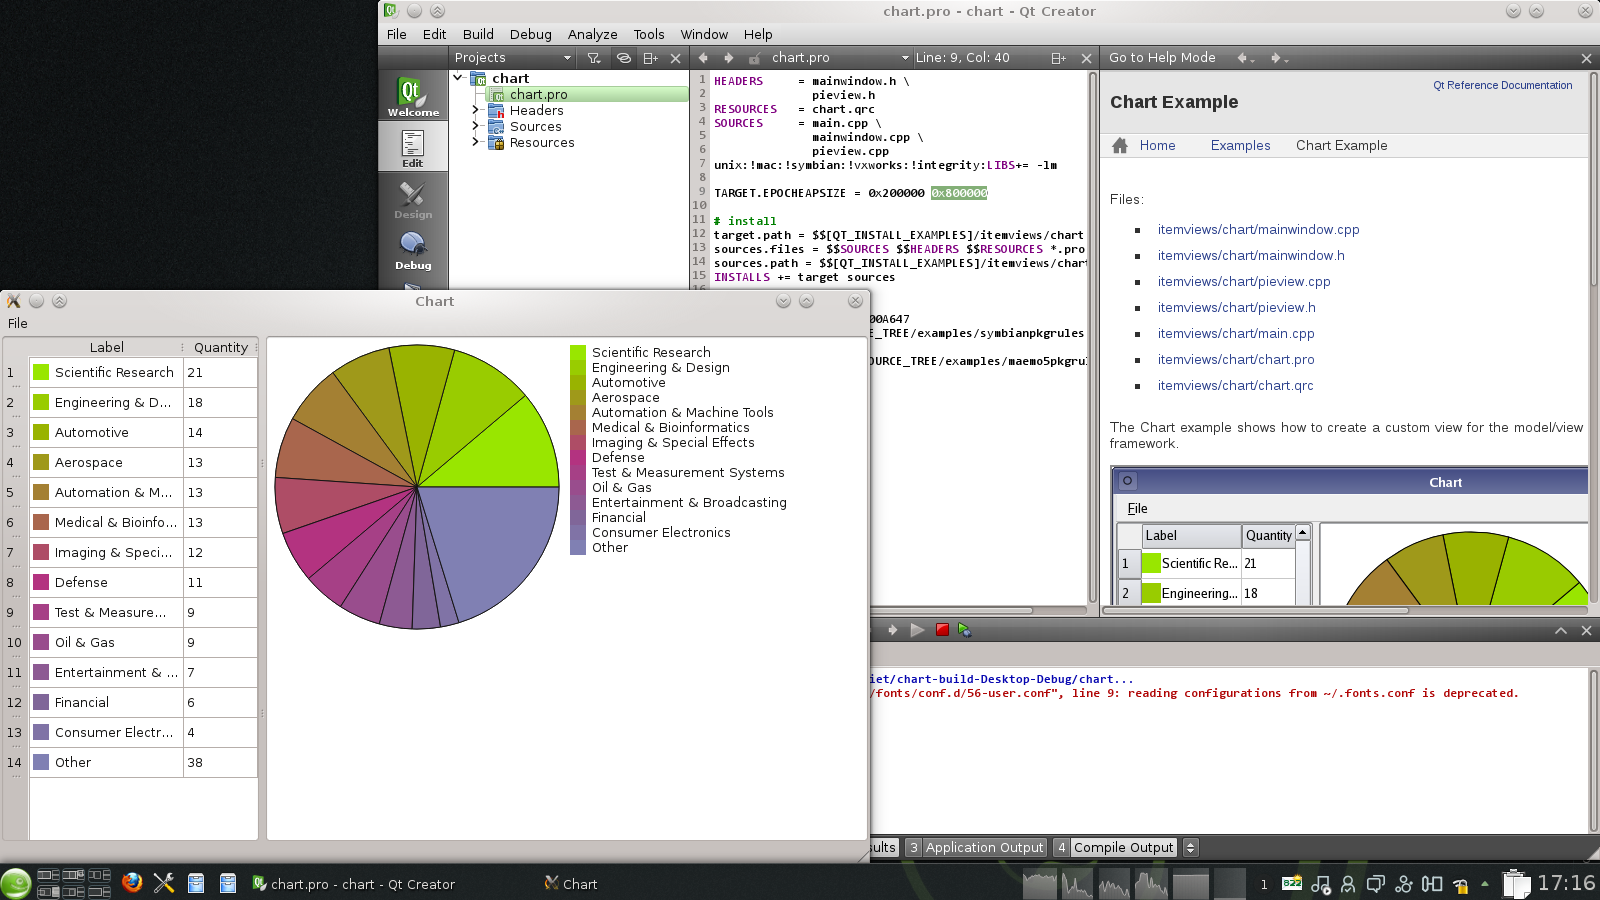 chart.pro - chart - Qt Creator
File Edit Build Debug Analyze Tools Window Help
Projects
chart.pro
Line: 9, Col: 40
Go to Help Mode
Welcome
Edit
Design
Debug
chart
chart.pro
Headers
Sources
Resources
1 HEADERS = mainwindow.h \
2 pieview.h
3 RESOURCES = chart.qrc
4 SOURCES = main.cpp \
5 mainwindow.cpp \
6 pieview.cpp
7 unix:!mac:!symbian:!vxworks:!integrity:LIBS+= -lm
8
9 TARGET.EPOCHEAPSIZE = 0x200000 0x800000
10
11 # install
12 target.path = $$[QT_INSTALL_EXAMPLES]/itemviews/chart
13 sources.files = $$SOURCES $$HEADERS $$RESOURCES *.pro
14 sources.path = $$[QT_INSTALL_EXAMPLES]/itemviews/chart
15 INSTALLS += target sources
00A647
E_TREE/examples/symbianpkgrules
OURCE_TREE/examples/maemo5pkgrul
Qt Reference Documentation
Chart Example
Home Examples Chart Example
Files:
itemviews/chart/mainwindow.cpp
itemviews/chart/mainwindow.h
itemviews/chart/pieview.cpp
itemviews/chart/pieview.h
itemviews/chart/main.cpp
itemviews/chart/chart.pro
itemviews/chart/chart.qrc
The Chart example shows how to create a custom view for the model/view
framework.
Chart
File
Label Quantity
1 Scientific Re... 21
2 Engineering... 18
Chart
File
Label Quantity
1 Scientific Research 21
2 Engineering & D... 18
3 Automotive 14
4 Aerospace 13
5 Automation & M... 13
6 Medical & Bioinfo... 13
7 Imaging & Speci... 12
8 Defense 11
9 Test & Measure... 9
10 Oil & Gas 9
11 Entertainment & ... 7
12 Financial 6
13 Consumer Electr... 4
14 Other 38
Scientific Research
Engineering & Design
Automotive
Aerospace
Automation & Machine Tools
Medical & Bioinformatics
Imaging & Special Effects
Defense
Test & Measurement Systems
Oil & Gas
Entertainment & Broadcasting
Financial
Consumer Electronics
Other
iet/chart-build-Desktop-Debug/chart...
/fonts/conf.d/56-user.conf", line 9: reading configurations from ~/.fonts.conf is deprecated.
sults 3 Application Output 4 Compile Output
chart.pro - chart - Qt Creator
Chart
1
822
17:16